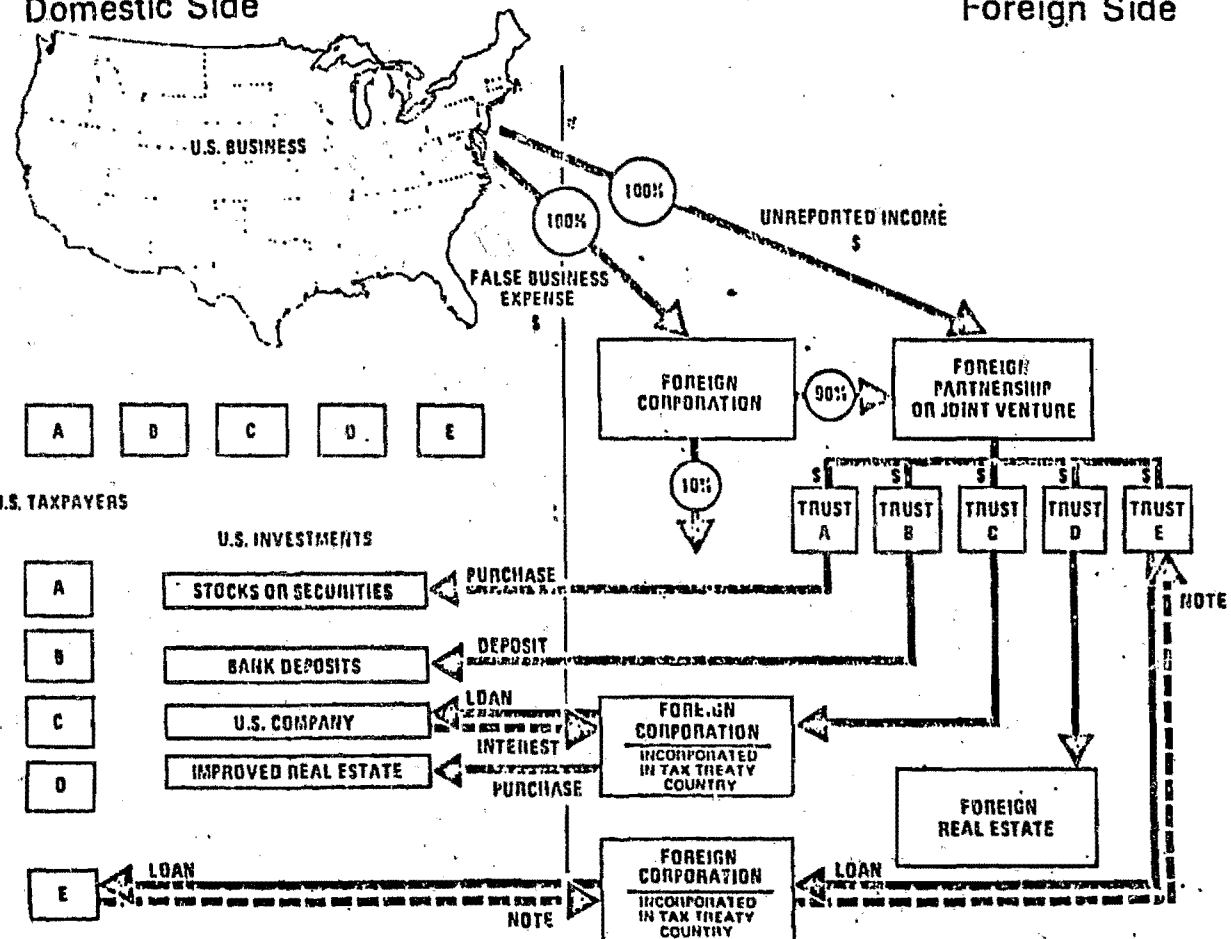 Domestic Side
Foreign Side
U.S. BUSINESS
100%
100%
UNREPORTED INCOME
$
FALSE BUSINESS
EXPENSE
$
FOREIGN
CORPORATION
90%
FOREIGN
PARTNERSHIP
OR JOINT VENTURE
A
B
C
D
E
10%
$
$
$
$
$
TRUST
A
TRUST
B
TRUST
C
TRUST
D
TRUST
E
U.S. TAXPAYERS
U.S. INVESTMENTS
A
STOCKS OR SECURITIES
PURCHASE
NOTE
B
BANK DEPOSITS
DEPOSIT
C
U.S. COMPANY
LOAN
INTEREST
FOREIGN
CORPORATION
INCORPORATED
IN TAX TREATY
COUNTRY
D
IMPROVED REAL ESTATE
PURCHASE
FOREIGN
REAL ESTATE
E
LOAN
NOTE
FOREIGN
CORPORATION
INCORPORATED
IN TAX TREATY
COUNTRY
LOAN